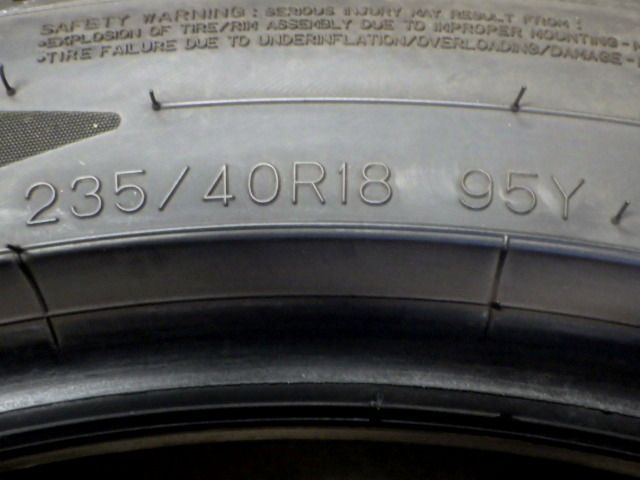 SAFETY WARNING: SERIOUS INJURY MAY RESULT FROM:
•EXPLOSION OF TIRE/RIM ASSEMBLY DUE TO IMPROPER MOUNTING-
•TIRE FAILURE DUE TO UNDERINFLATION/OVERLOADING/DAMAGE-
235/40R18 95Y